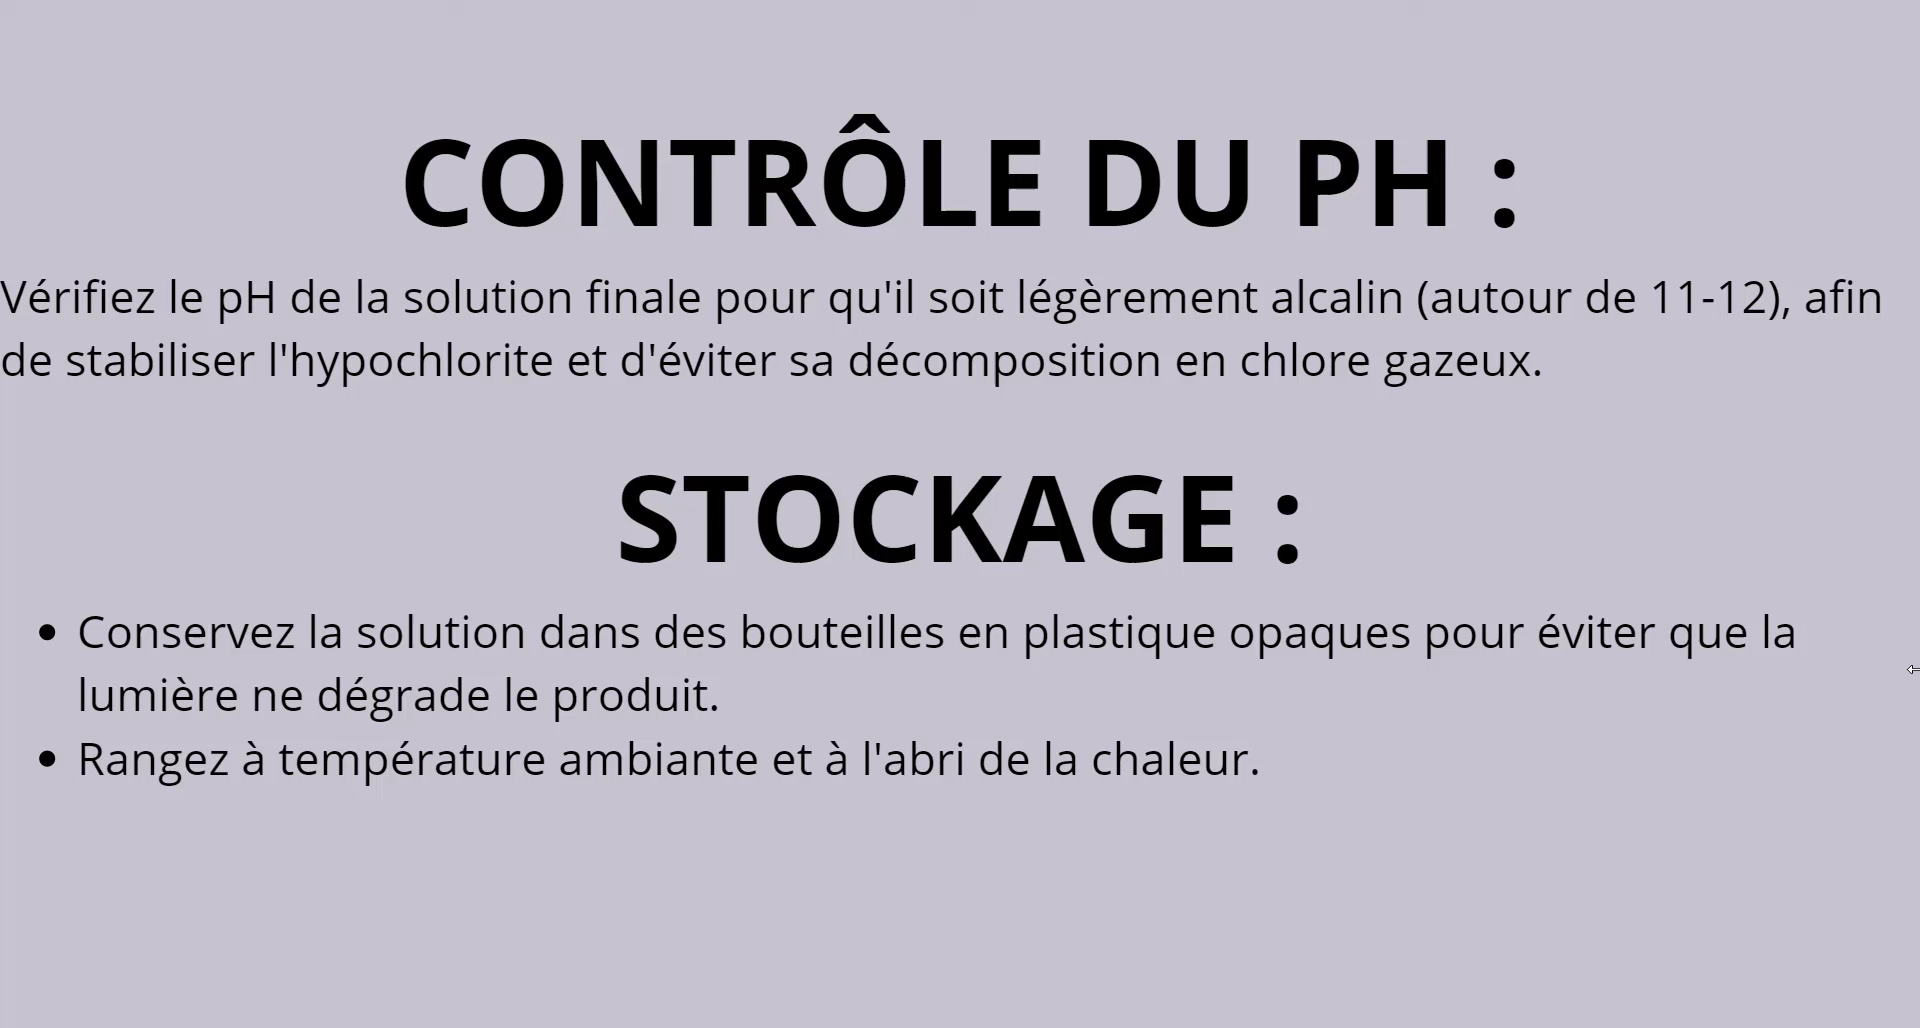 CONTRÔLE DU PH :
Vérifiez le pH de la solution finale pour qu'il soit légèrement alcalin (autour de 11-12), afin
de stabiliser l'hypochlorite et d'éviter sa décomposition en chlore gazeux.
STOCKAGE :
• Conservez la solution dans des bouteilles en plastique opaques pour éviter que la
lumière ne dégrade le produit.
• Rangez à température ambiante et à l'abri de la chaleur.